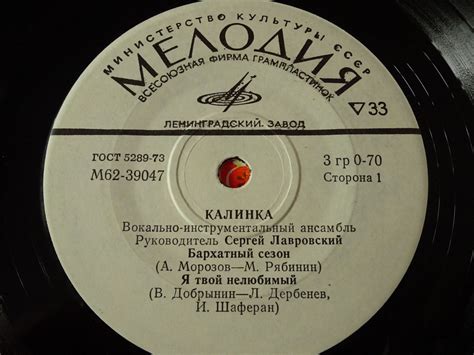 МИНИСТЕРСТВО КУЛЬТУРЫ СССР
МЕЛОДИЯ
ВСЕСОЮЗНАЯ ФИРМА ГРАМПЛАСТИНОК
▽33
ЛЕНИНГРАДСКИЙ ЗАВОД
ГОСТ 5289-73
3 гр 0-70
М62-39047
Сторона 1
КАЛИНКА
Вокально-инструментальный ансамбль
Руководитель Сергей Лавровский
Бархатный сезон
(А. Морозов—М. Рябинин)
Я твой нелюбимый
(В. Добрынин—Л. Дербенев,
И. Шаферан)